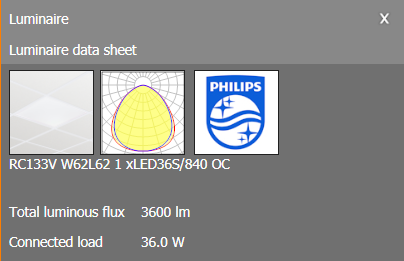 Luminaire X
Luminaire data sheet
PHILIPS
RC133V W62L62 1 xLED36S/840 OC
Total luminous flux 3600 lm
Connected load 36.0 W